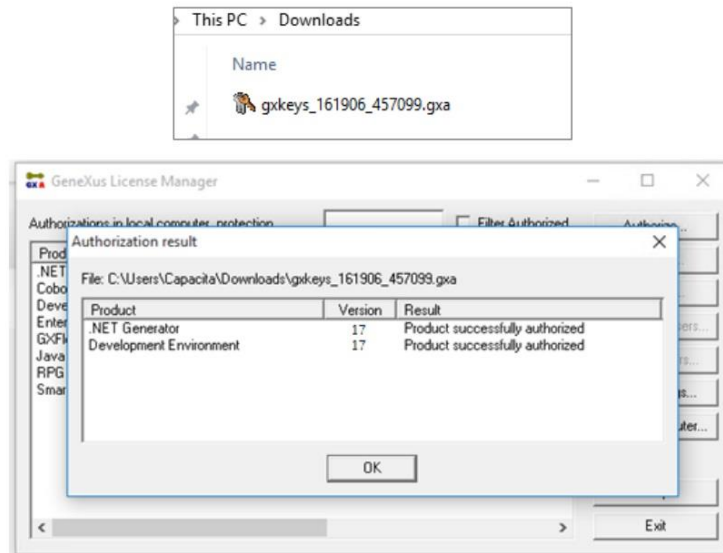 This PC > Downloads
Name
gxkeys_161906_457099.gxa
GeneXus License Manager
Authorizations in local computer, protection
Filter Authorized
Authorize...
Authorization result
File: C:\Users\Capacita\Downloads\gxkeys_161906_457099.gxa
Product Version Result
.NET Generator 17 Product successfully authorized
Development Environment 17 Product successfully authorized
OK
Prod
.NET
Cobo
Deve
Enter
GXFl
Java
RPG
Smar
Exit